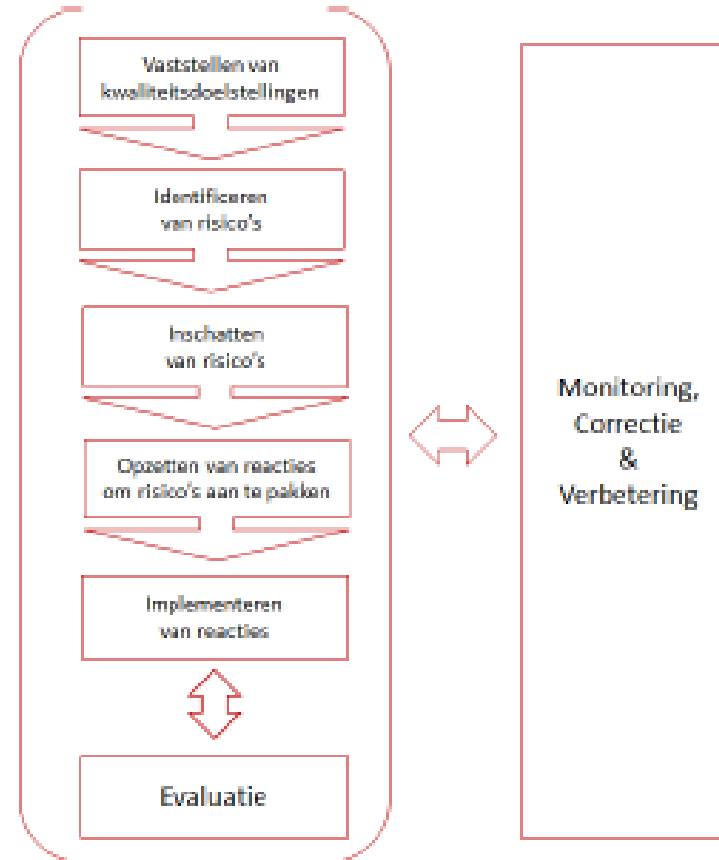 Vaststellen van
kwaliteitsdoelstellingen
Identificeren
van risico's
Inschatten
van risico's
Opzetten van reacties
om risico's aan te pakken
Implementeren
van reacties
Evaluatie
Monitoring,
Correctie
&
Verbetering